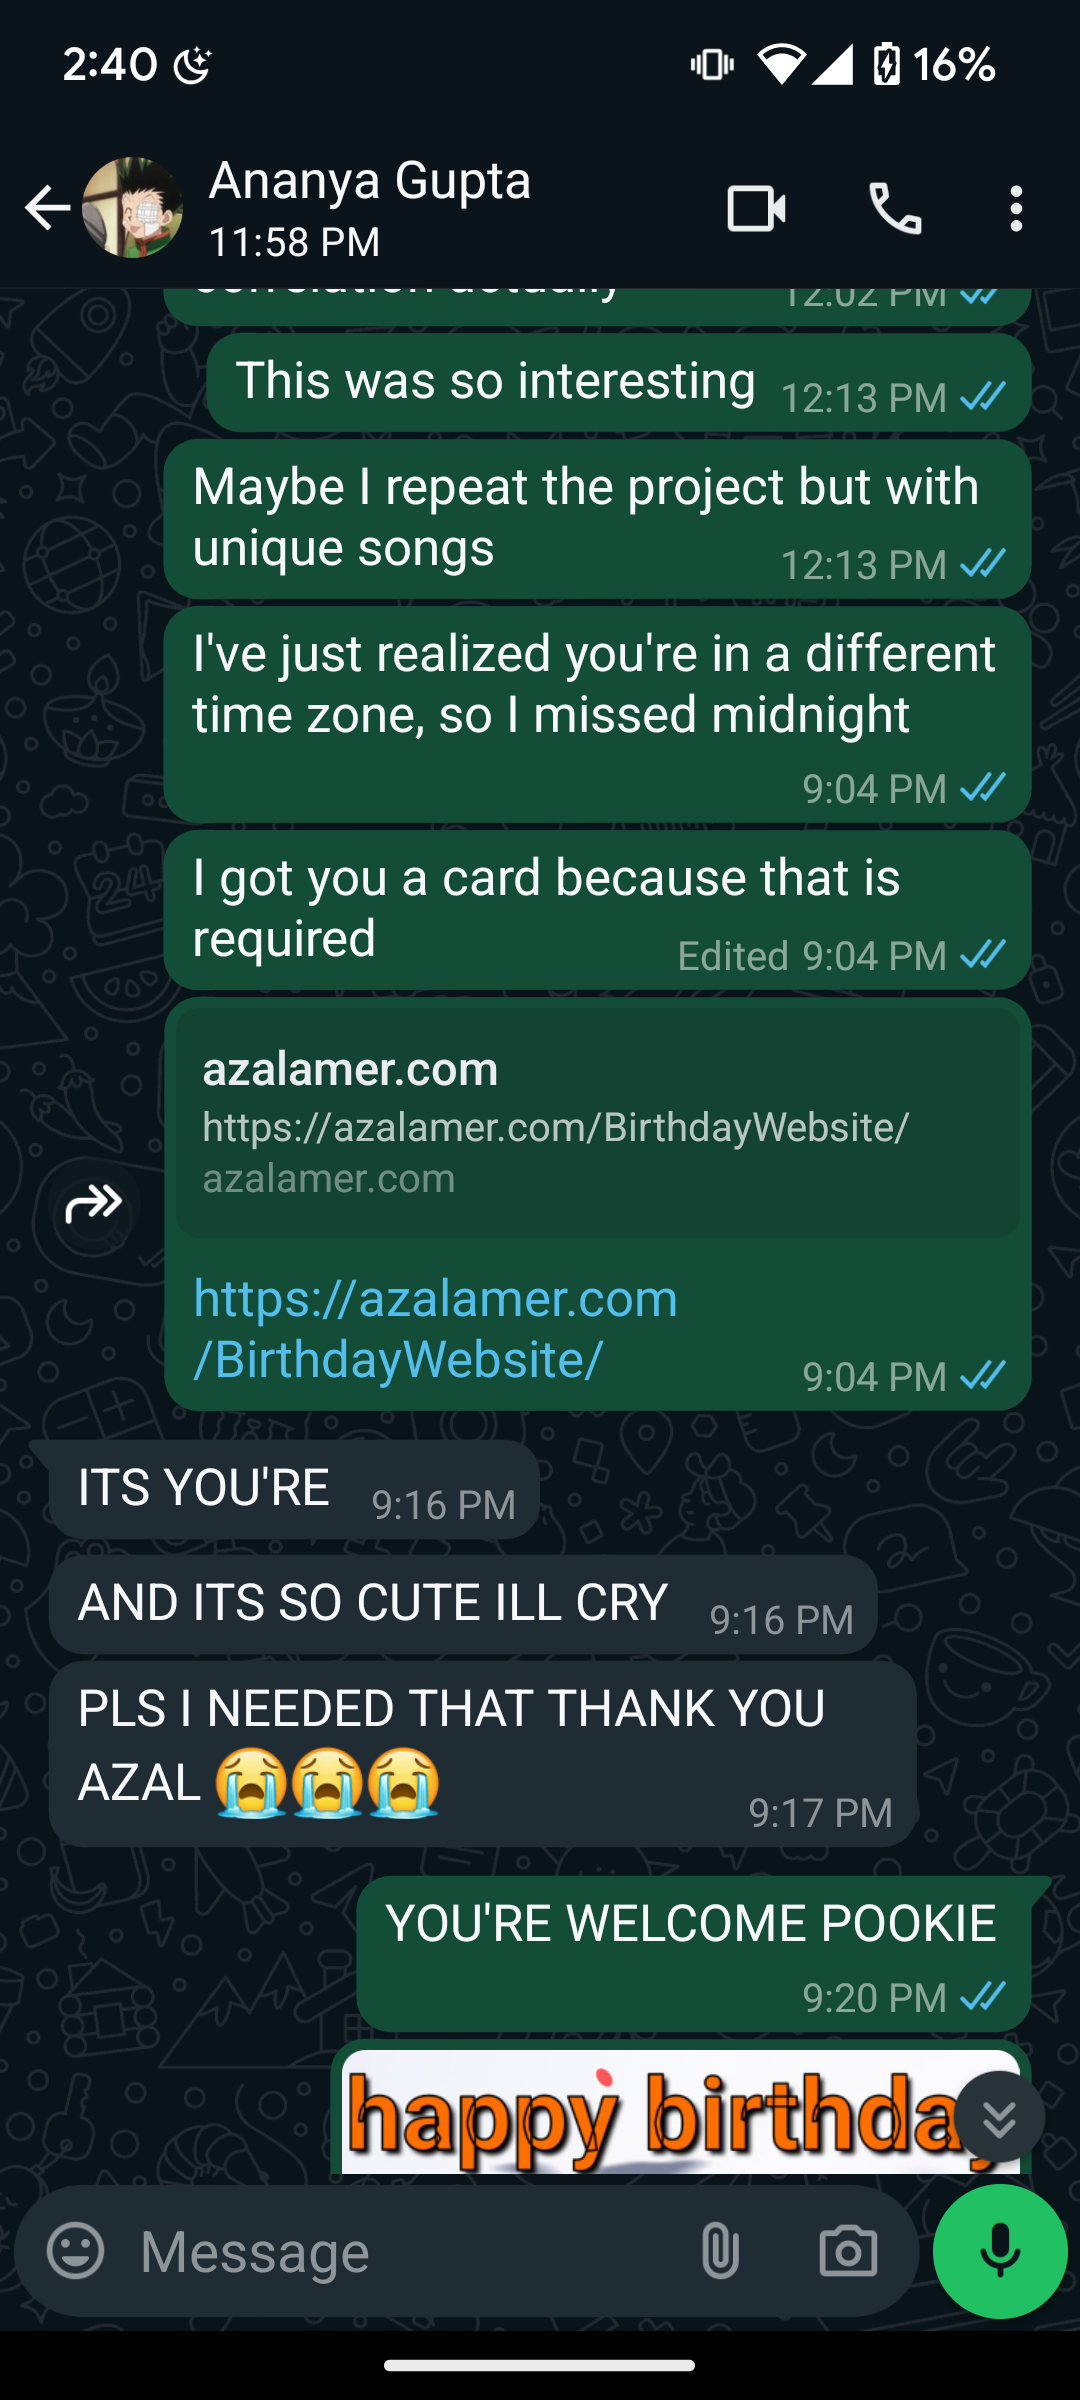 2:40
16%
Ananya Gupta
11:58 PM
correlation actually 12:02 PM
This was so interesting 12:13 PM
Maybe I repeat the project but with
unique songs 12:13 PM
I've just realized you're in a different
time zone, so I missed midnight
9:04 PM
I got you a card because that is
required Edited 9:04 PM
azalamer.com
https://azalamer.com/BirthdayWebsite/
azalamer.com
https://azalamer.com
/BirthdayWebsite/ 9:04 PM
ITS YOU'RE 9:16 PM
AND ITS SO CUTE ILL CRY 9:16 PM
PLS I NEEDED THAT THANK YOU
AZAL 😭😭😭 9:17 PM
YOU'RE WELCOME POOKIE
9:20 PM
happy birthday
Message